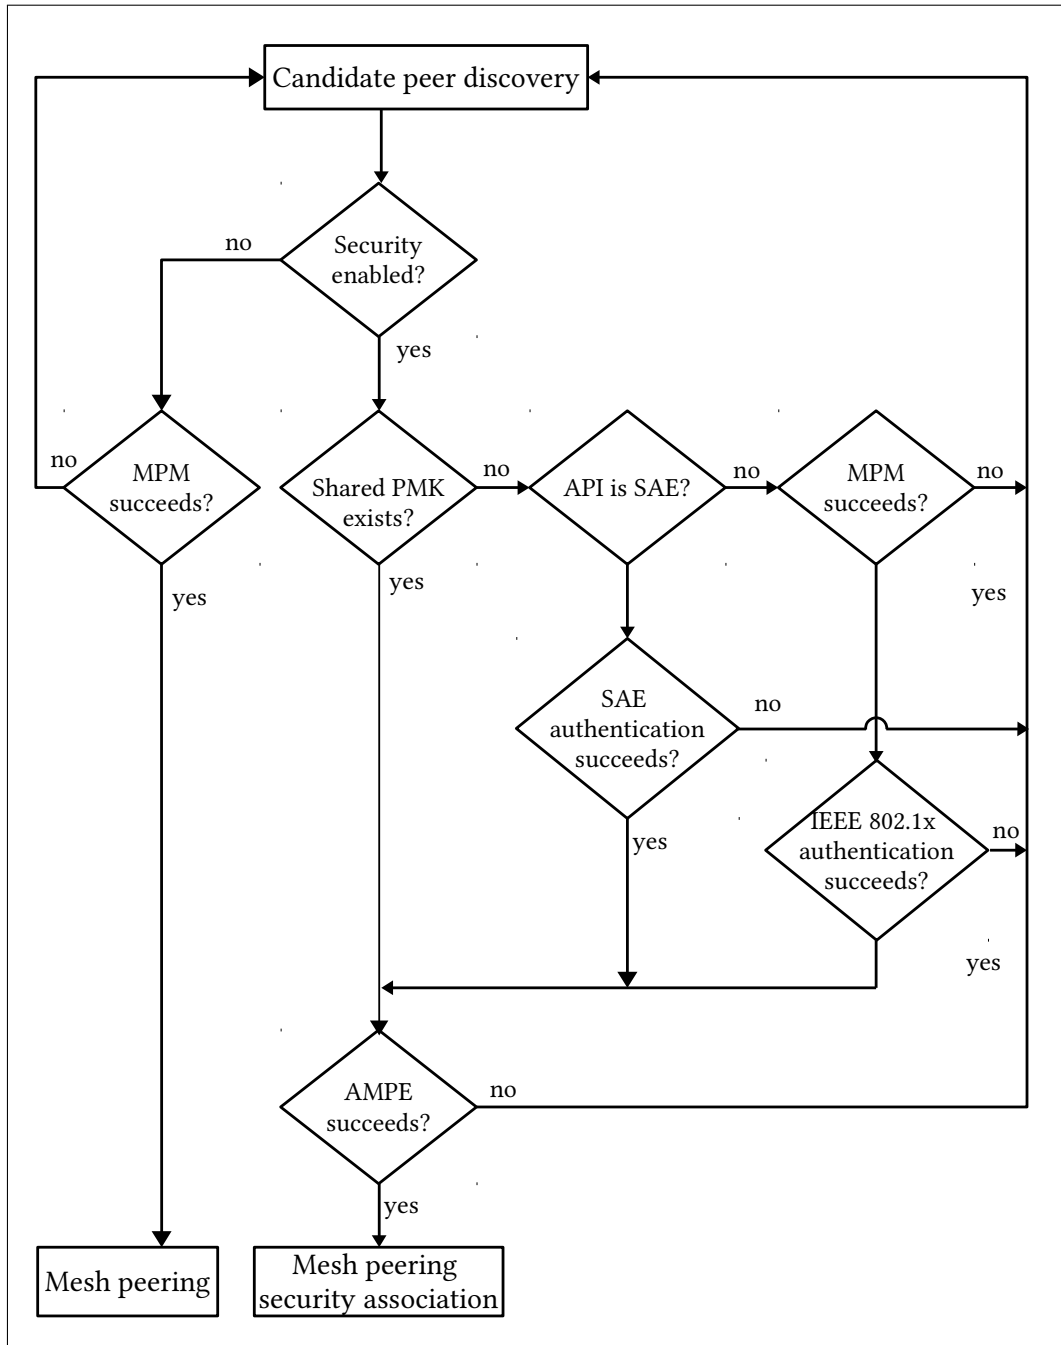 Candidate peer discovery
no
Security
enabled?
yes
no
MPM
succeeds?
yes
Shared PMK
exists?
no
yes
API is SAE?
no
MPM
succeeds?
no
yes
SAE
authentication
succeeds?
no
yes
IEEE 802.1x
authentication
succeeds?
no
yes
AMPE
succeeds?
no
yes
Mesh peering
Mesh peering
security association